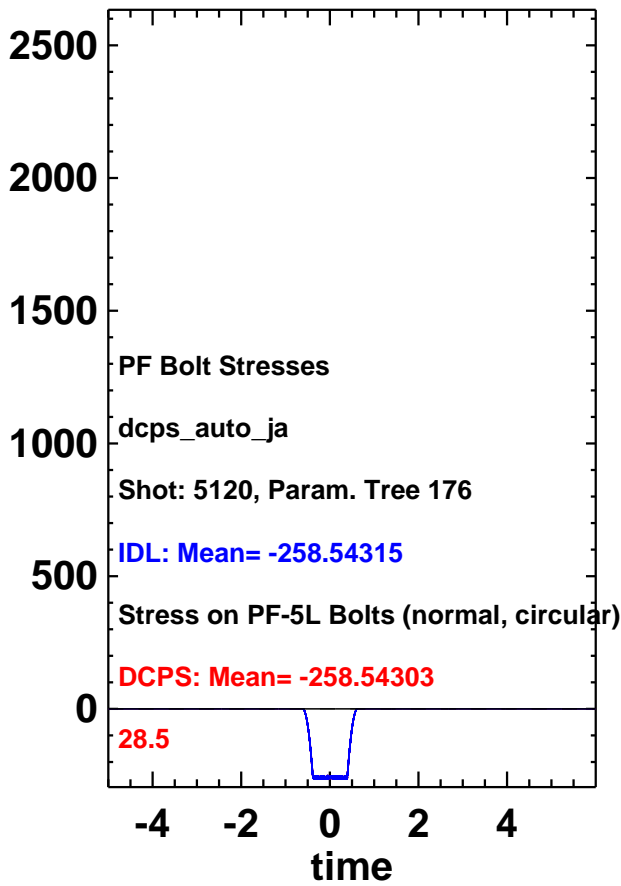 2500
2000
1500
PF Bolt Stresses
dcps_auto_ja
1000
Shot: 5120, Param. Tree 176
IDL: Mean= -258.54315
500
Stress on PF-5L Bolts (normal, circular)
DCPS: Mean= -258.54303
0
28.5
-4 -2 0 2 4
time